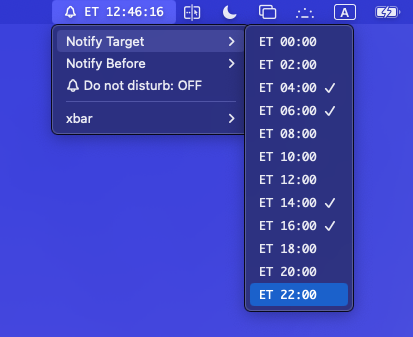 ET 12:46:16
A
Notify Target
Notify Before
Do not disturb: OFF
xbar
ET 00:00
ET 02:00
ET 04:00 ✓
ET 06:00 ✓
ET 08:00
ET 10:00
ET 12:00
ET 14:00 ✓
ET 16:00 ✓
ET 18:00
ET 20:00
ET 22:00